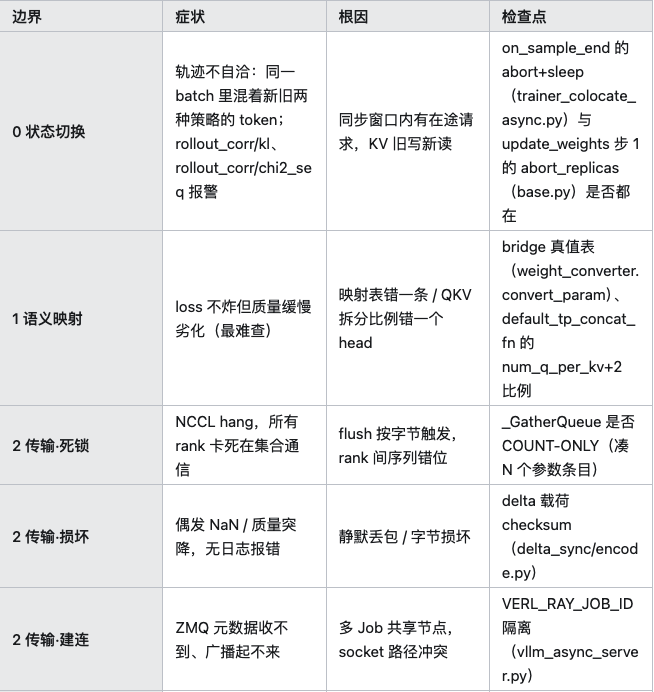 边界 症状 根因 检查点
0 状态切换
轨迹不自洽：同一
batch 里混着新旧两
种策略的 token；
rollout_corr/kl、
rollout_corr/chi2_se
q 报警
同步窗口内有在途请
求，KV 旧写新读
on_sample_end 的
abort+sleep
（trainer_colocate_
async.py）与
update_weights 步 1
的 abort_replicas
（base.py）是否都
在
1 语义映射
loss 不炸但质量缓慢
劣化（最难查）
映射表错一条 / QKV
拆分比例错一个
head
bridge 真值表
（weight_converter.
convert_param）、
default_tp_concat_
fn 的
num_q_per_kv+2
比例
2 传输·死锁
NCCL hang，所有
rank 卡死在集合通
信
flush 按字节触发，
rank 间序列错位
_GatherQueue 是否
COUNT-ONLY（凑
N 个参数条目）
2 传输·损坏
偶发 NaN / 质量突
降，无日志报错
静默丢包 / 字节损坏
delta 载荷
checksum
（delta_sync/encod
e.py）
2 传输·建连
ZMQ 元数据收不
到、广播起不来
多 Job 共享节点，
socket 路径冲突
VERL_RAY_JOB_ID
隔离
（vllm_async_serve
r.py）